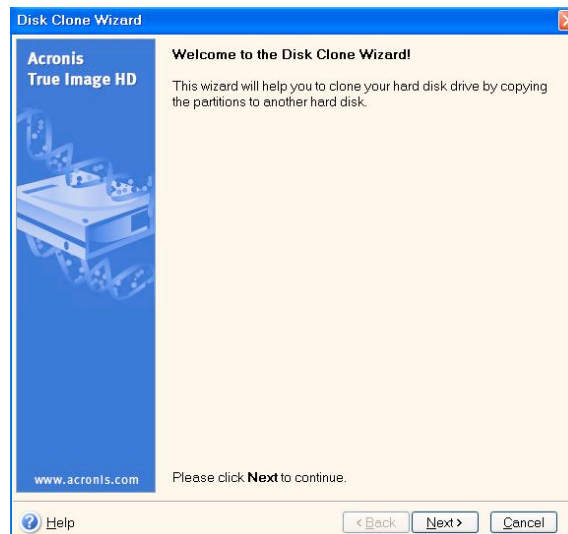 Disk Clone Wizard
Acronis
True Image HD
www.acronis.com
Welcome to the Disk Clone Wizard!
This wizard will help you to clone your hard disk drive by copying
the partitions to another hard disk.
Please click Next to continue.
Help
< Back
Next >
Cancel